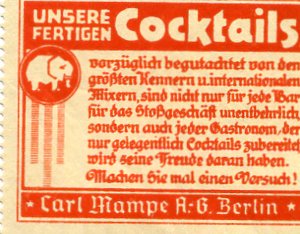 UNSERE
FERTIGEN Cocktails
vorzüglich begutachtet von den
größten Kennern u. internationalen
Mixern, sind nicht nur für jede Bar
für das Stoßgeschäft unentbehrlich,
sondern auch jeder Gastronom, der
nur gelegentlich Cocktails zubereitet
wird seine Freude daran haben.
Machen Sie mal einen Versuch!
* Carl Mampe A.-G. Berlin *